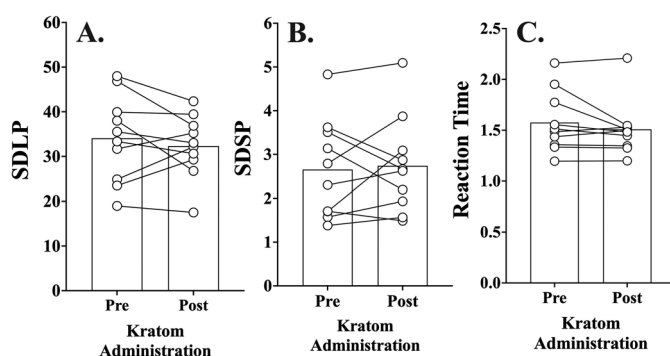 A.
SDLP
60
50
40
30
20
10
0
Pre Post
Kratom
Administration
B.
SDSP
6
5
4
3
2
1
0
Pre Post
Kratom
Administration
C.
Reaction Time
2.5
2.0
1.5
1.0
0.5
0.0
Pre Post
Kratom
Administration